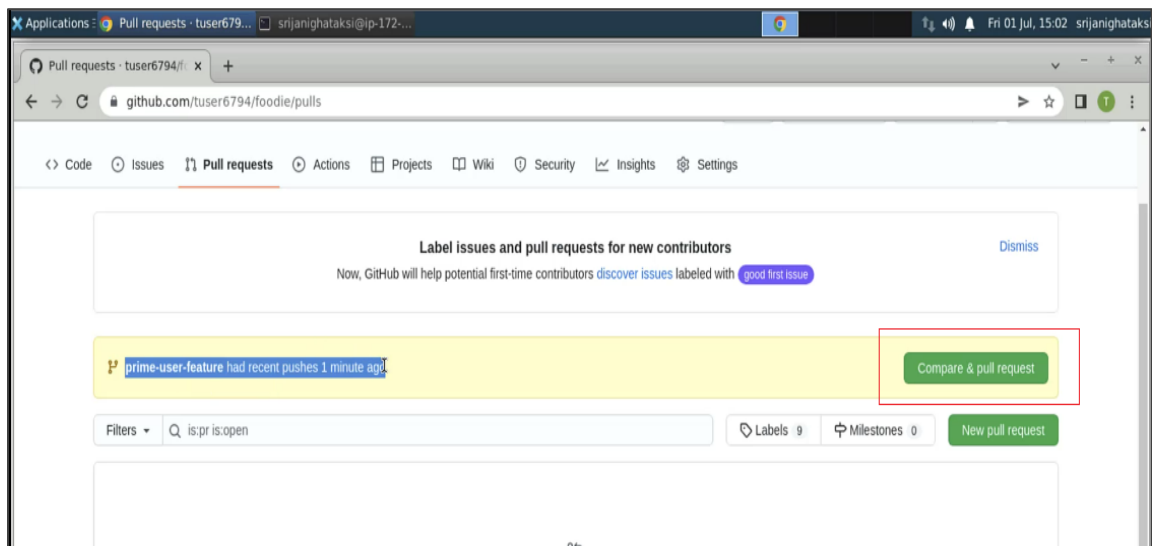 Applications : Pull requests · tuser679... srijanighataksi@ip-172-... Fri 01 Jul, 15:02 srijanighataksi
Pull requests · tuser6794/f
github.com/tuser6794/foodie/pulls T
Code Issues Pull requests Actions Projects Wiki Security Insights Settings
Label issues and pull requests for new contributors Dismiss
Now, GitHub will help potential first-time contributors discover issues labeled with good first issue
prime-user-feature had recent pushes 1 minute ago Compare & pull request
Filters is:pr is:open Labels 9 Milestones 0 New pull request